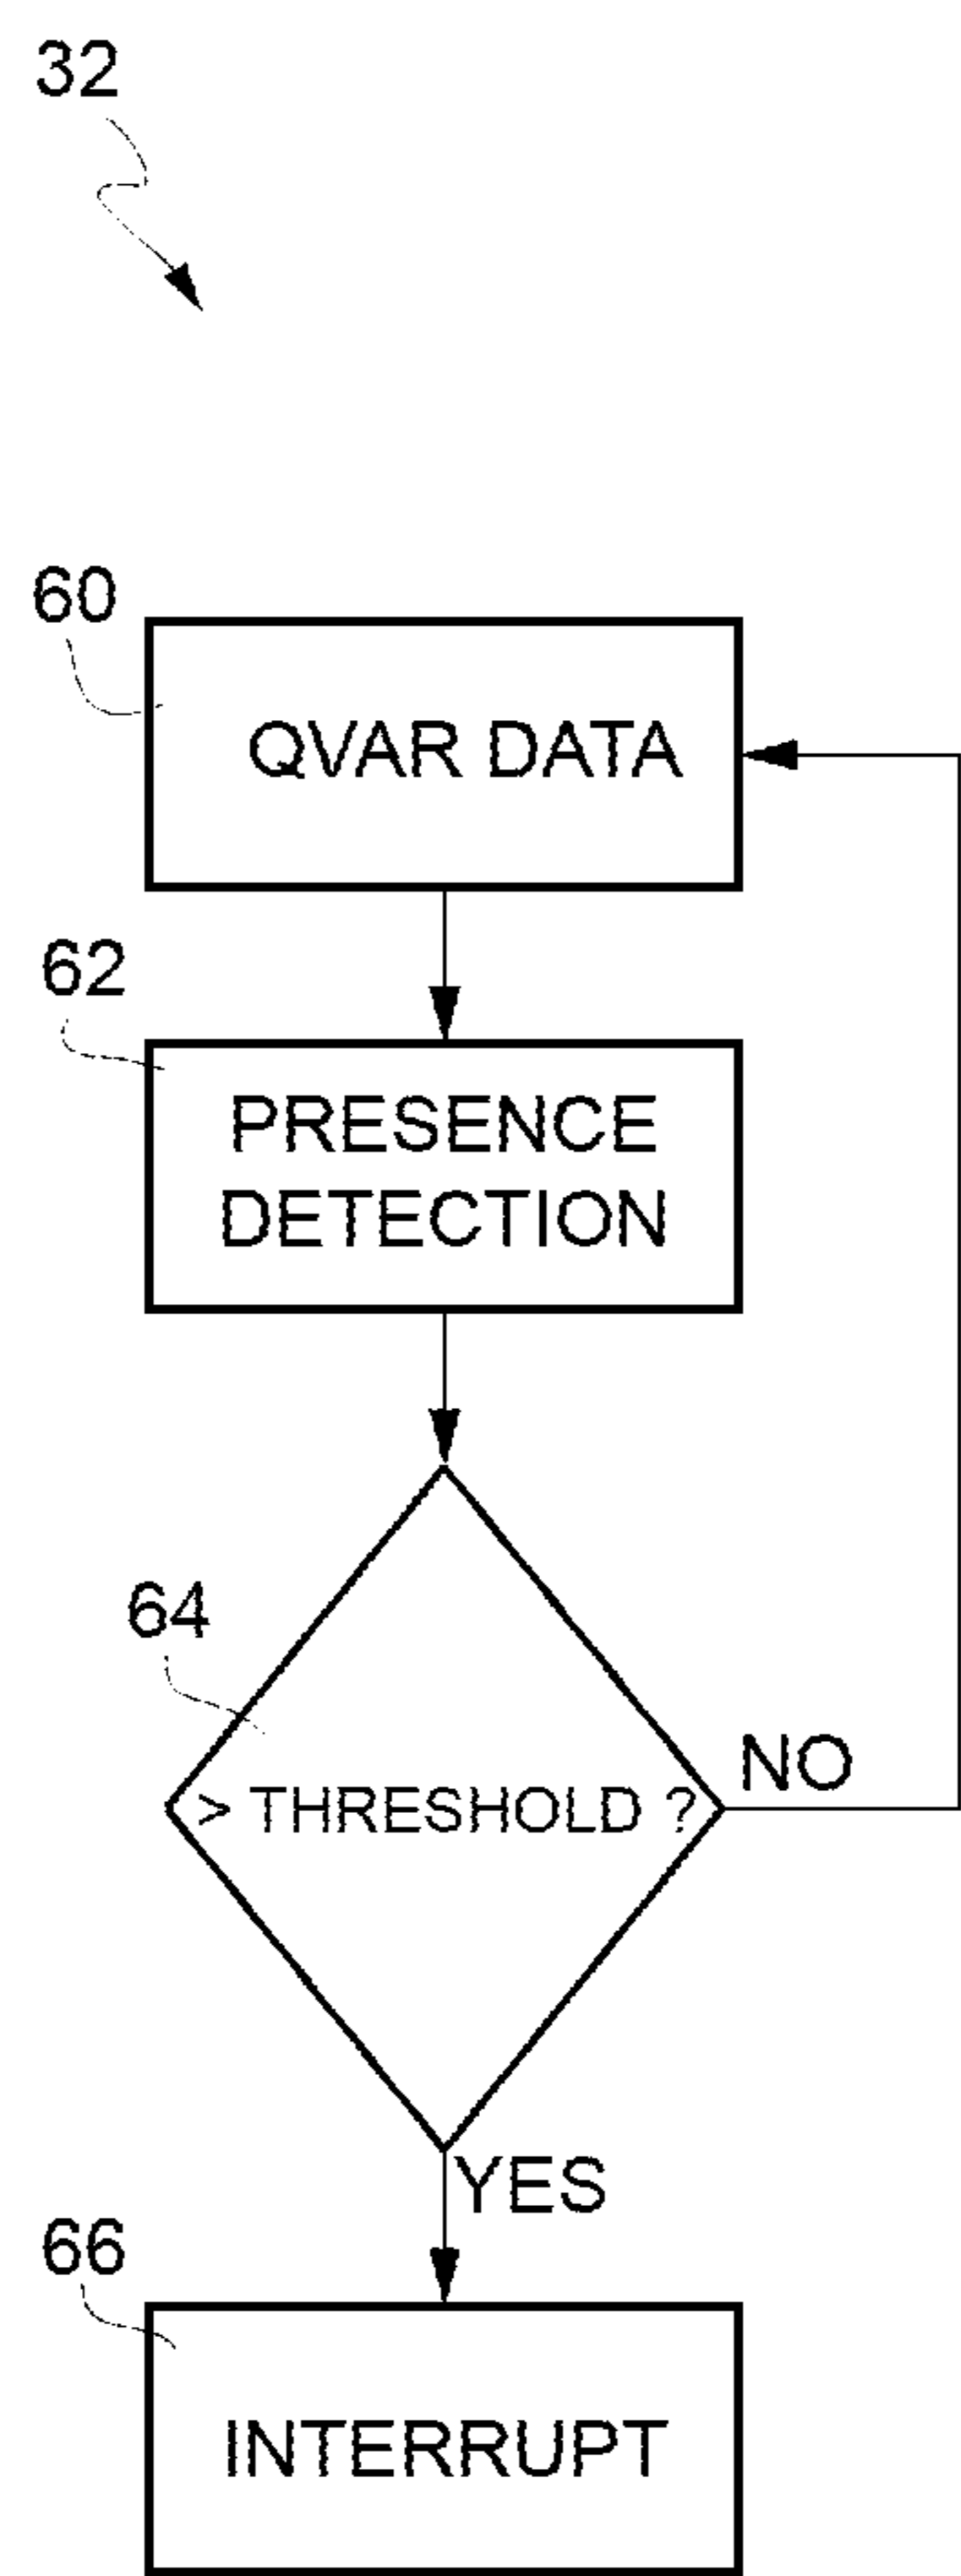 32
60
QVAR DATA
62
PRESENCE
DETECTION
64
> THRESHOLD ?
NO
YES
66
INTERRUPT